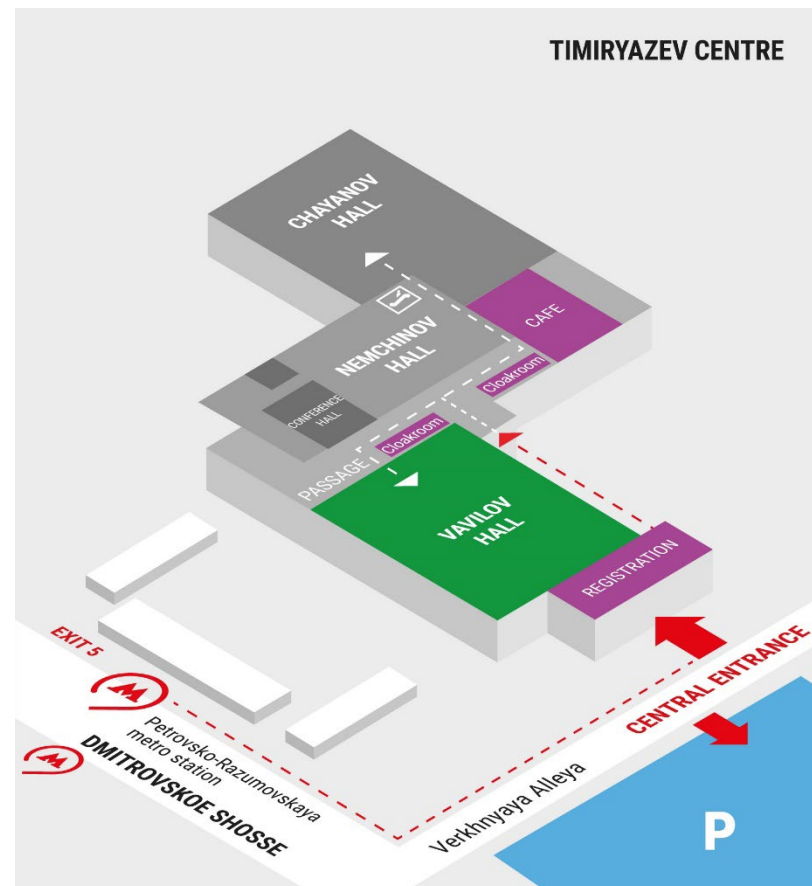 TIMIRYAZEV CENTRE
CHAYANOV
HALL
CAFE
NEMCHINOV
HALL
Cloakroom
CONFERENCE
HALL
Cloakroom
PASSAGE
VAVILOV
HALL
REGISTRATION
EXIT 5
CENTRAL ENTRANCE
Petrovsko-Razumovskaya
metro station
DMITROVSKOE SHOSSE
Verkhnyaya Alleya
P